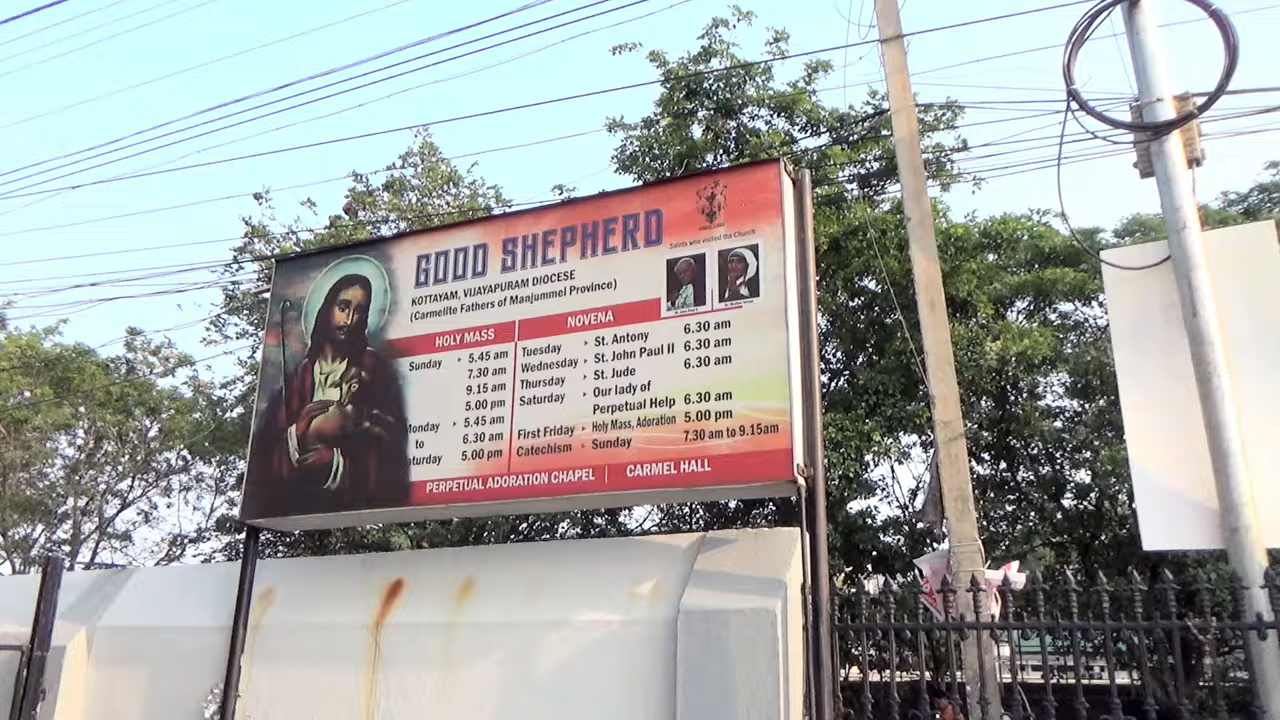 GOOD SHEPHERD
KOTTAYAM, VIJAYAPURAM DIOCESE
(Carmelite Fathers of Manjummel Province)
Saints who visited the Church
HOLY MASS
Sunday 5.45 am
7.30 am
9.15 am
5.00 pm
Monday 5.45 am
to 6.30 am
turday 5.00 pm
NOVENA
Tuesday St. Antony 6.30 am
Wednesday St. John Paul II 6.30 am
Thursday St. Jude 6.30 am
Saturday Our lady of
Perpetual Help 6.30 am
First Friday Holy Mass, Adoration 5.00 pm
Catechism Sunday 7.30 am to 9.15am
PERPETUAL ADORATION CHAPEL | CARMEL HALL